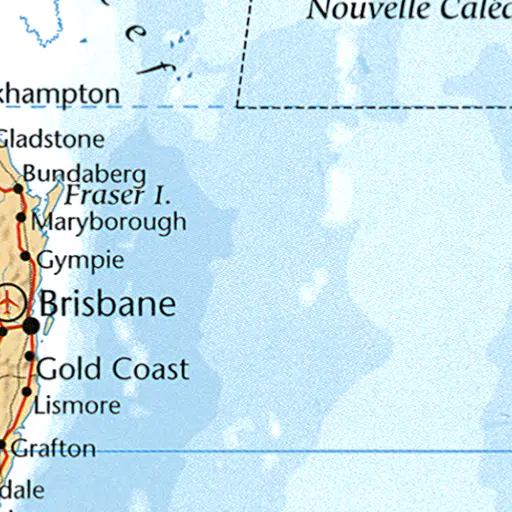 Nouvelle Caléd
e
f
khampton
Gladstone
Bundaberg
Fraser I.
Maryborough
Gympie
Brisbane
Gold Coast
Lismore
Grafton
dale